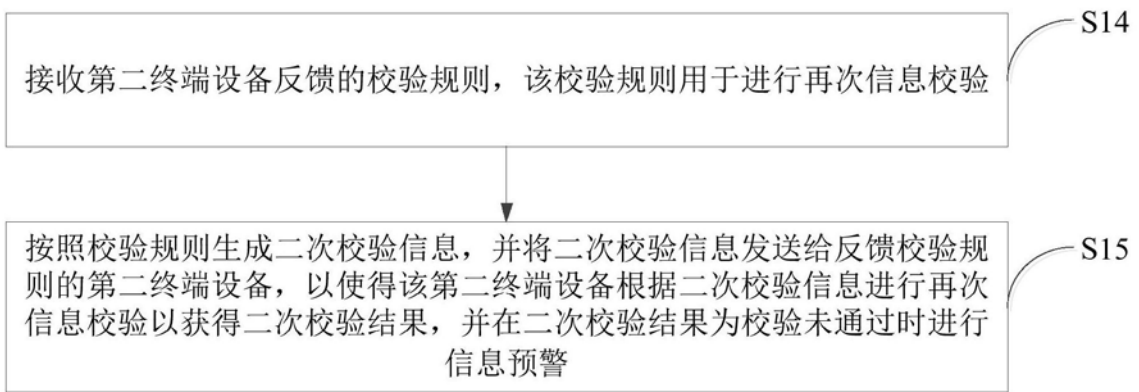 S14
接收第二终端设备反馈的校验规则，该校验规则用于进行再次信息校验
S15
按照校验规则生成二次校验信息，并将二次校验信息发送给反馈校验规
则的第二终端设备，以使得该第二终端设备根据二次校验信息进行再次
信息校验以获得二次校验结果，并在二次校验结果为校验未通过时进行
信息预警